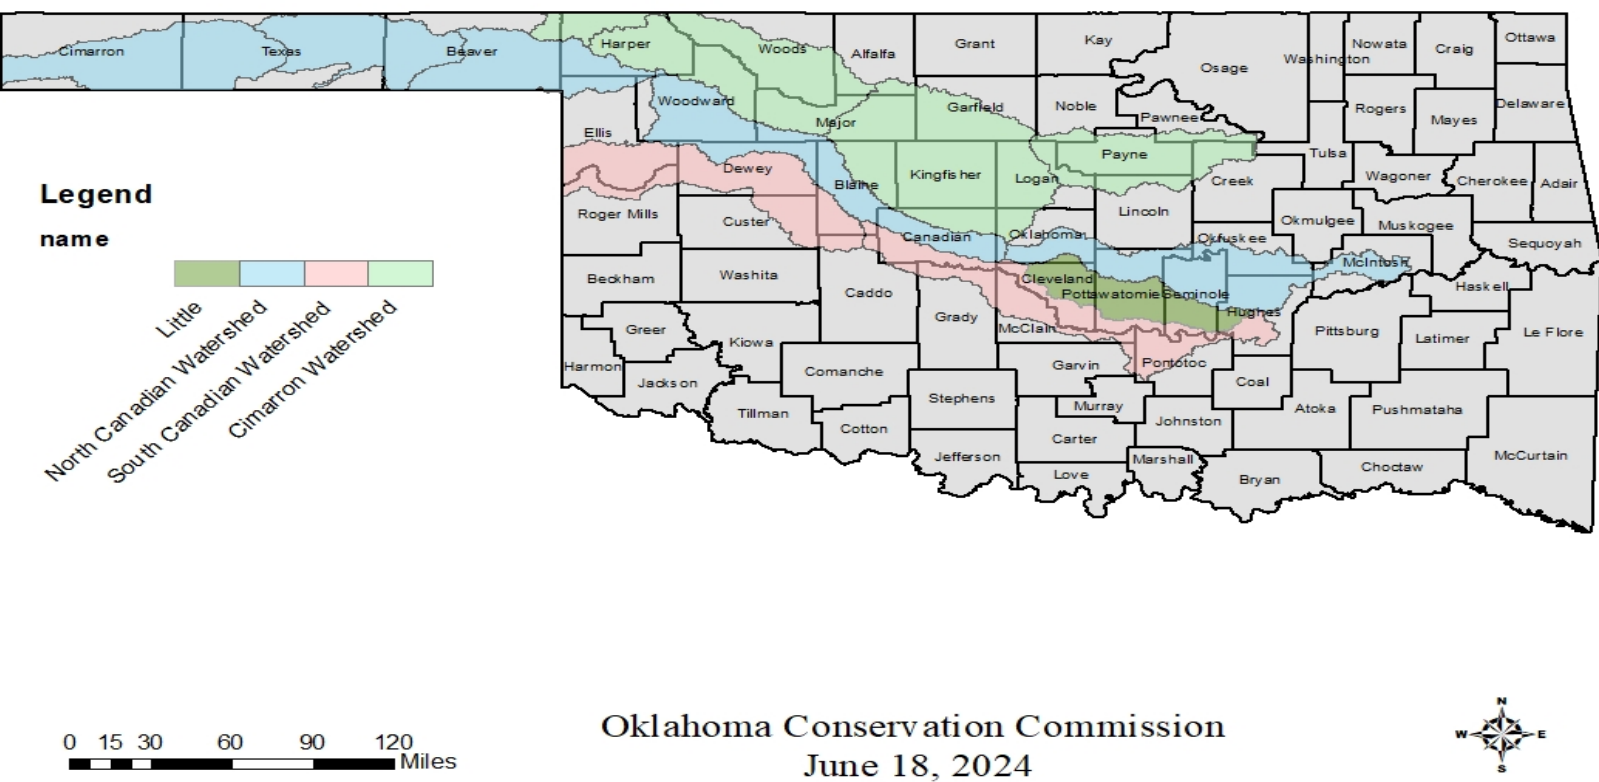 Cimarron Texas Beaver Harper Woods Alfalfa Grant Kay Osage Washington Nowata Craig Ottawa
Woodward Major Garfield Noble Pawnee Rogers Mayes Delaware
Ellis Dewey Blaine Kingfisher Logan Payne Creek Tulsa Wagoner Cherokee Adair
Legend
name
Roger Mills Custer Canadian Oklahoma Lincoln Okfuskee Okmulgee Muskogee Sequoyah
Beckham Washita Caddo Cleveland Pottawatomie Seminole McIntosh Haskell
Greer Kiowa Grady McClain Hughes Pittsburg Latimer Le Flore
Harmon Jackson Comanche Garvin Pontotoc Coal
Tillman Cotton Stephens Murray Johnston Atoka Pushmataha
Jefferson Carter Love Marshall Bryan Choctaw McCurtain
Little
North Canadian Watershed
South Canadian Watershed
Cimarron Watershed
0 15 30 60 90 120
Miles
Oklahoma Conservation Commission
June 18, 2024
N
W E
S